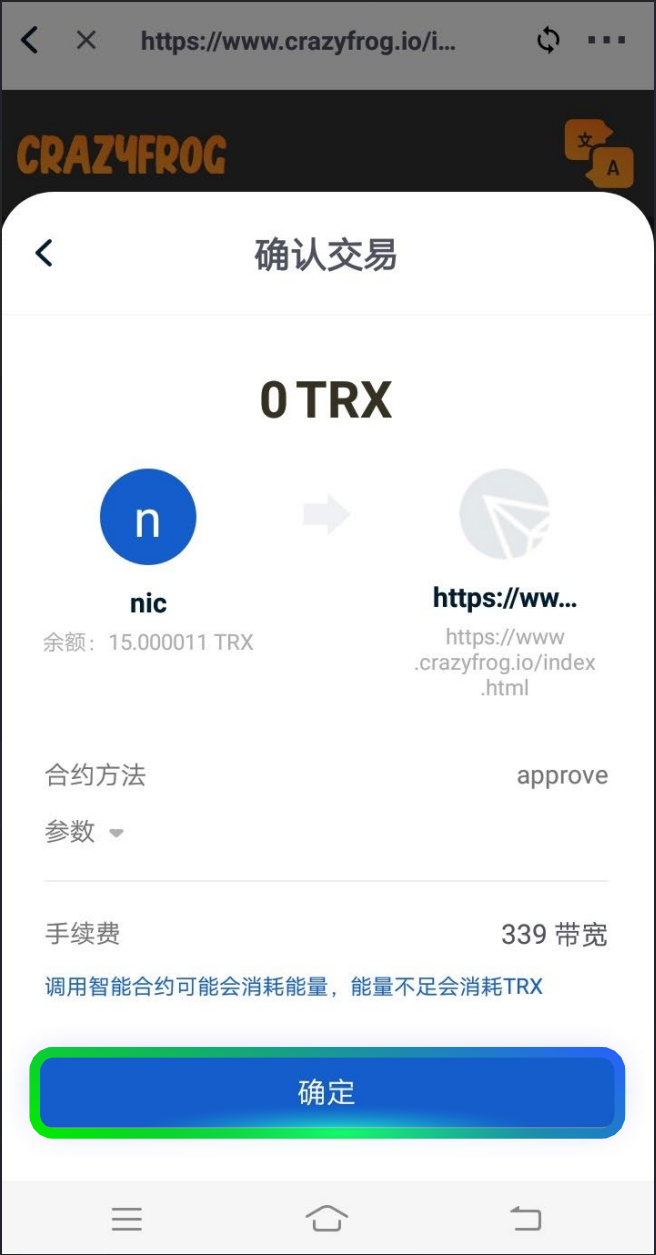 https://www.crazyfrog.io/i...
CRAZYFROG
文
A
确认交易
0 TRX
n
nic
https://ww...
余额：15.000011 TRX
https://www
.crazyfrog.io/index
.html
合约方法 approve
参数
手续费 339 带宽
调用智能合约可能会消耗能量，能量不足会消耗TRX
确定